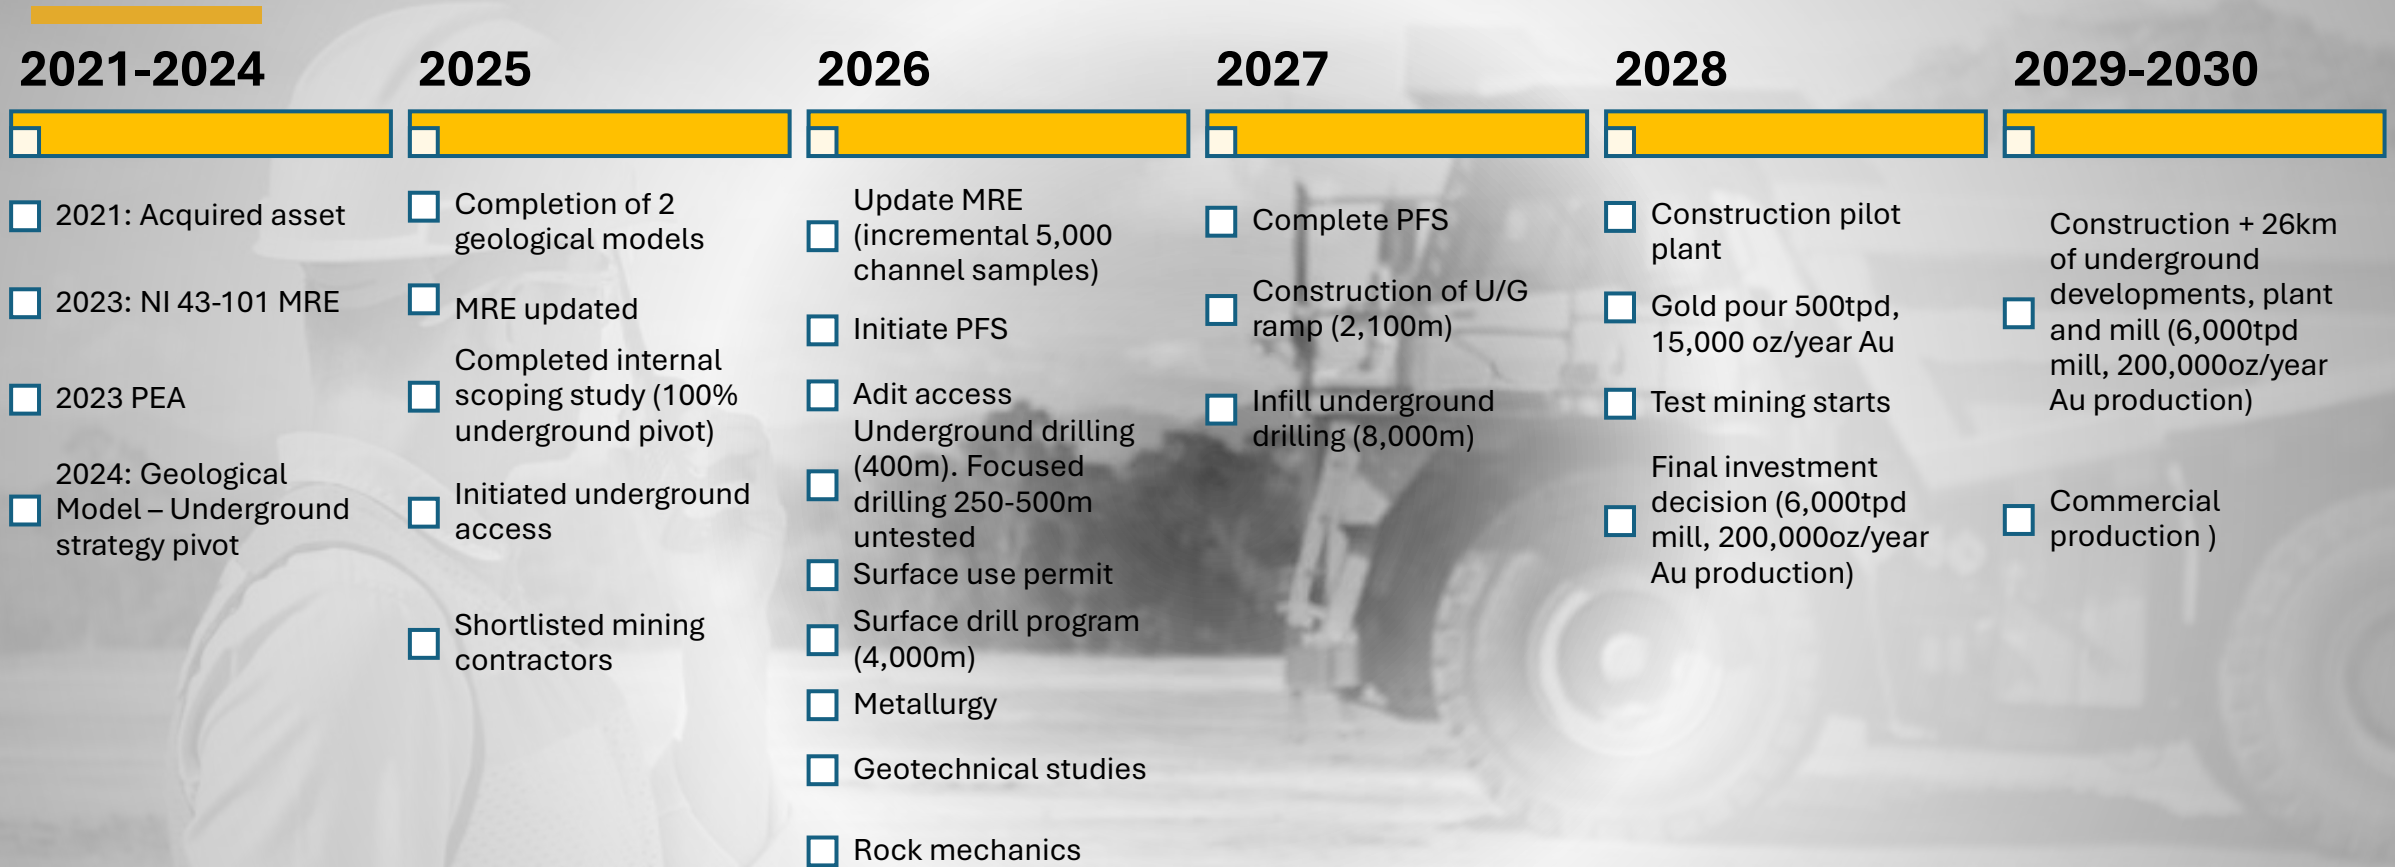 2021-2024
2021: Acquired asset
2023: NI 43-101 MRE
2023 PEA
2024: Geological
Model – Underground
strategy pivot
2025
Completion of 2
geological models
MRE updated
Completed internal
scoping study (100%
underground pivot)
Initiated underground
access
Shortlisted mining
contractors
2026
Update MRE
(incremental 5,000
channel samples)
Initiate PFS
Adit access
Underground drilling
(400m). Focused
drilling 250-500m
untested
Surface use permit
Surface drill program
(4,000m)
Metallurgy
Geotechnical studies
Rock mechanics
2027
Complete PFS
Construction of U/G
ramp (2,100m)
Infill underground
drilling (8,000m)
2028
Construction pilot
plant
Gold pour 500tpd,
15,000 oz/year Au
Test mining starts
Final investment
decision (6,000tpd
mill, 200,000oz/year
Au production)
2029-2030
Construction + 26km
of underground
developments, plant
and mill (6,000tpd
mill, 200,000oz/year
Au production)
Commercial
production )